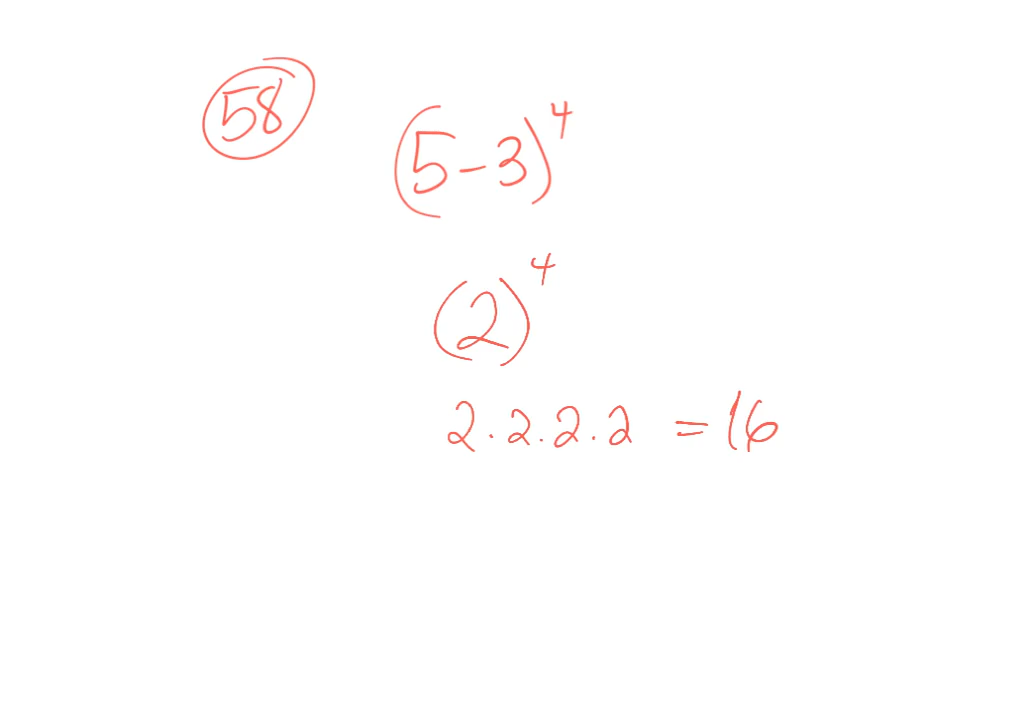 58
(5-3)⁴
(2)⁴
2.2.2.2 = 16